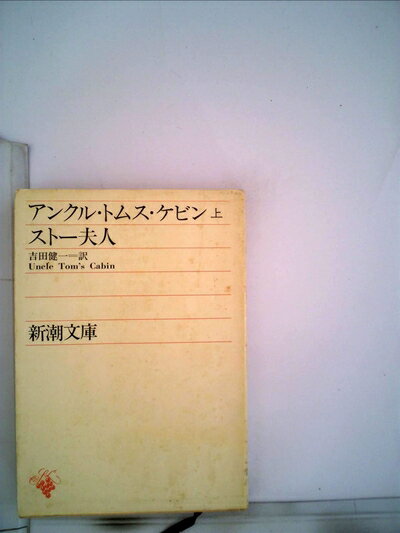 アンクル・トムス・ケビン 上
ストー夫人
吉田健一=訳
Uncle Tom's Cabin
新潮文庫